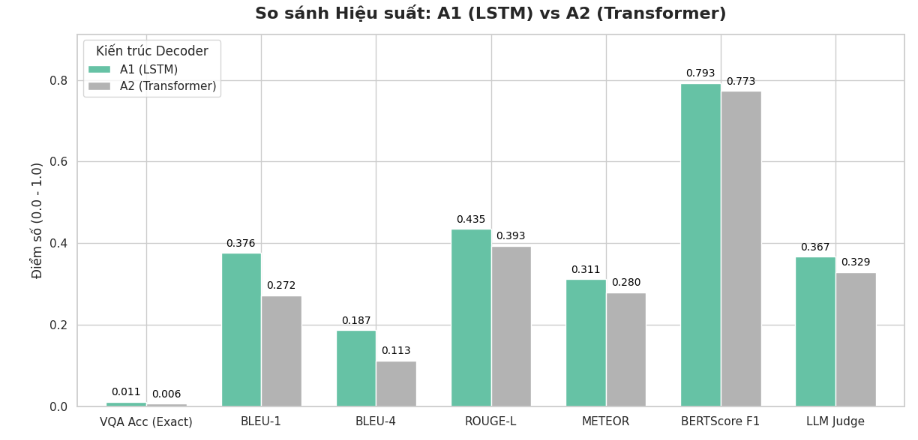 So sánh Hiệu suất: A1 (LSTM) vs A2 (Transformer)
Kiến trúc Decoder
A1 (LSTM)
A2 (Transformer)
Điểm số (0.0 - 1.0)
0.8
0.6
0.4
0.2
0.0
0.011
0.006
0.376
0.272
0.187
0.113
0.435
0.393
0.311
0.280
0.793
0.773
0.367
0.329
VQA Acc (Exact)
BLEU-1
BLEU-4
ROUGE-L
METEOR
BERTScore F1
LLM Judge